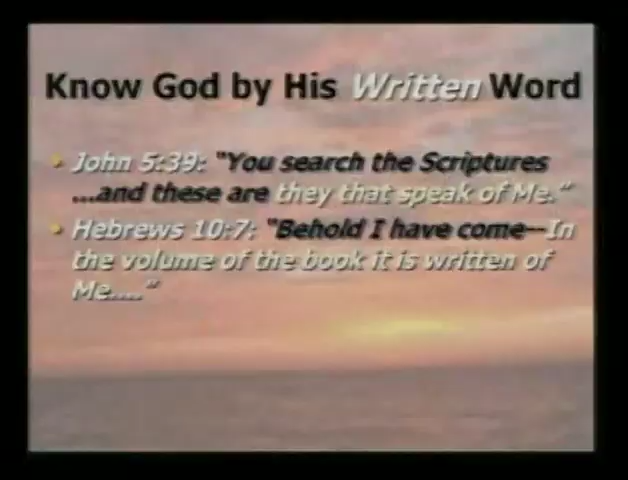 Know God by His Written Word
• John 5:39: "You search the Scriptures
...and these are they that speak of Me."
• Hebrews 10:7: "Behold I have come--In
the volume of the book it is written of
Me...."